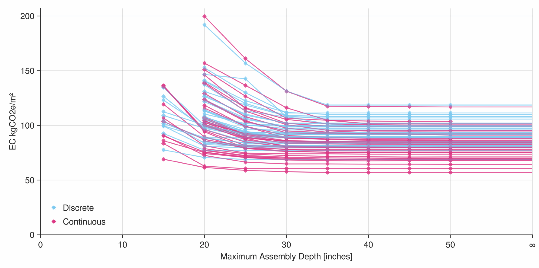 200
150
100
50
0
EC kgCO2e/m²
Discrete
Continuous
0 10 20 30 40 50 ∞
Maximum Assembly Depth [inches]